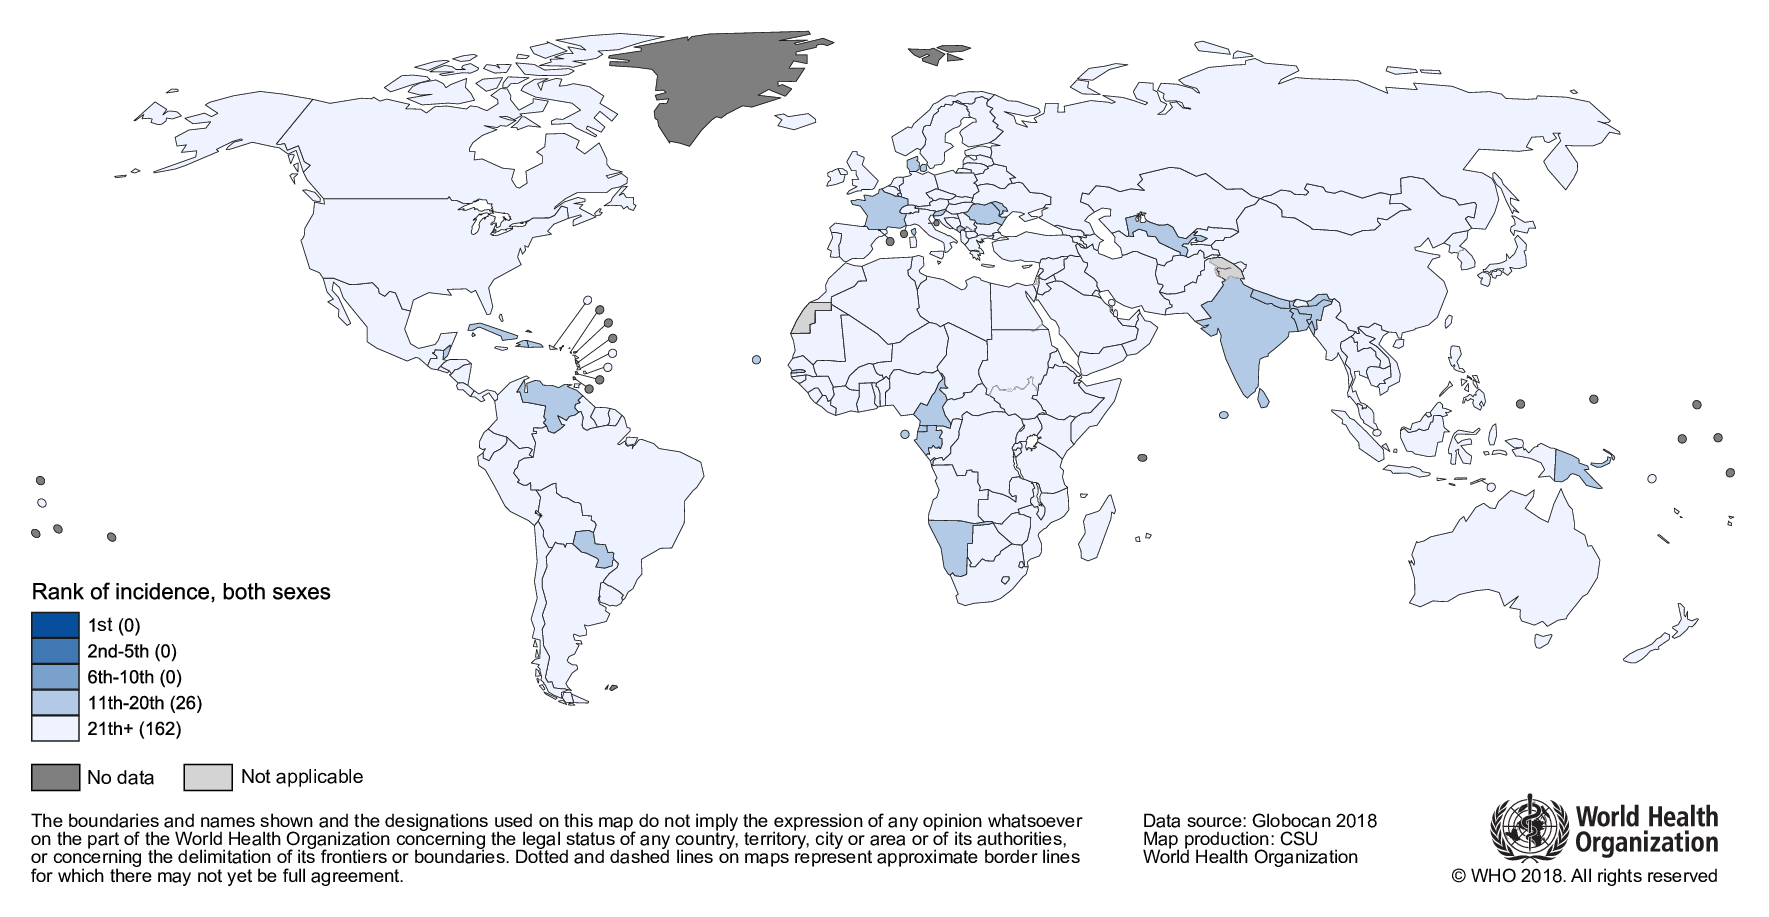 Rank of incidence, both sexes
1st (0)
2nd-5th (0)
6th-10th (0)
11th-20th (26)
21th+ (162)
No data
Not applicable
The boundaries and names shown and the designations used on this map do not imply the expression of any opinion whatsoever
on the part of the World Health Organization concerning the legal status of any country, territory, city or area or of its authorities,
or concerning the delimitation of its frontiers or boundaries. Dotted and dashed lines on maps represent approximate border lines
for which there may not yet be full agreement.
Data source: Globocan 2018
Map production: CSU
World Health Organization
World Health
Organization
© WHO 2018. All rights reserved